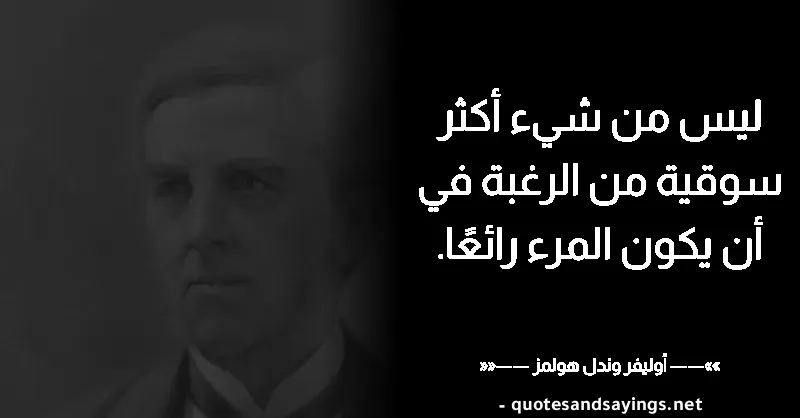 ليس من شيء أكثر
سوقية من الرغبة في
أن يكون المرء رائعًا.
»»—— أوليفر وندل هولمز ——««
- quotesandsayings.net